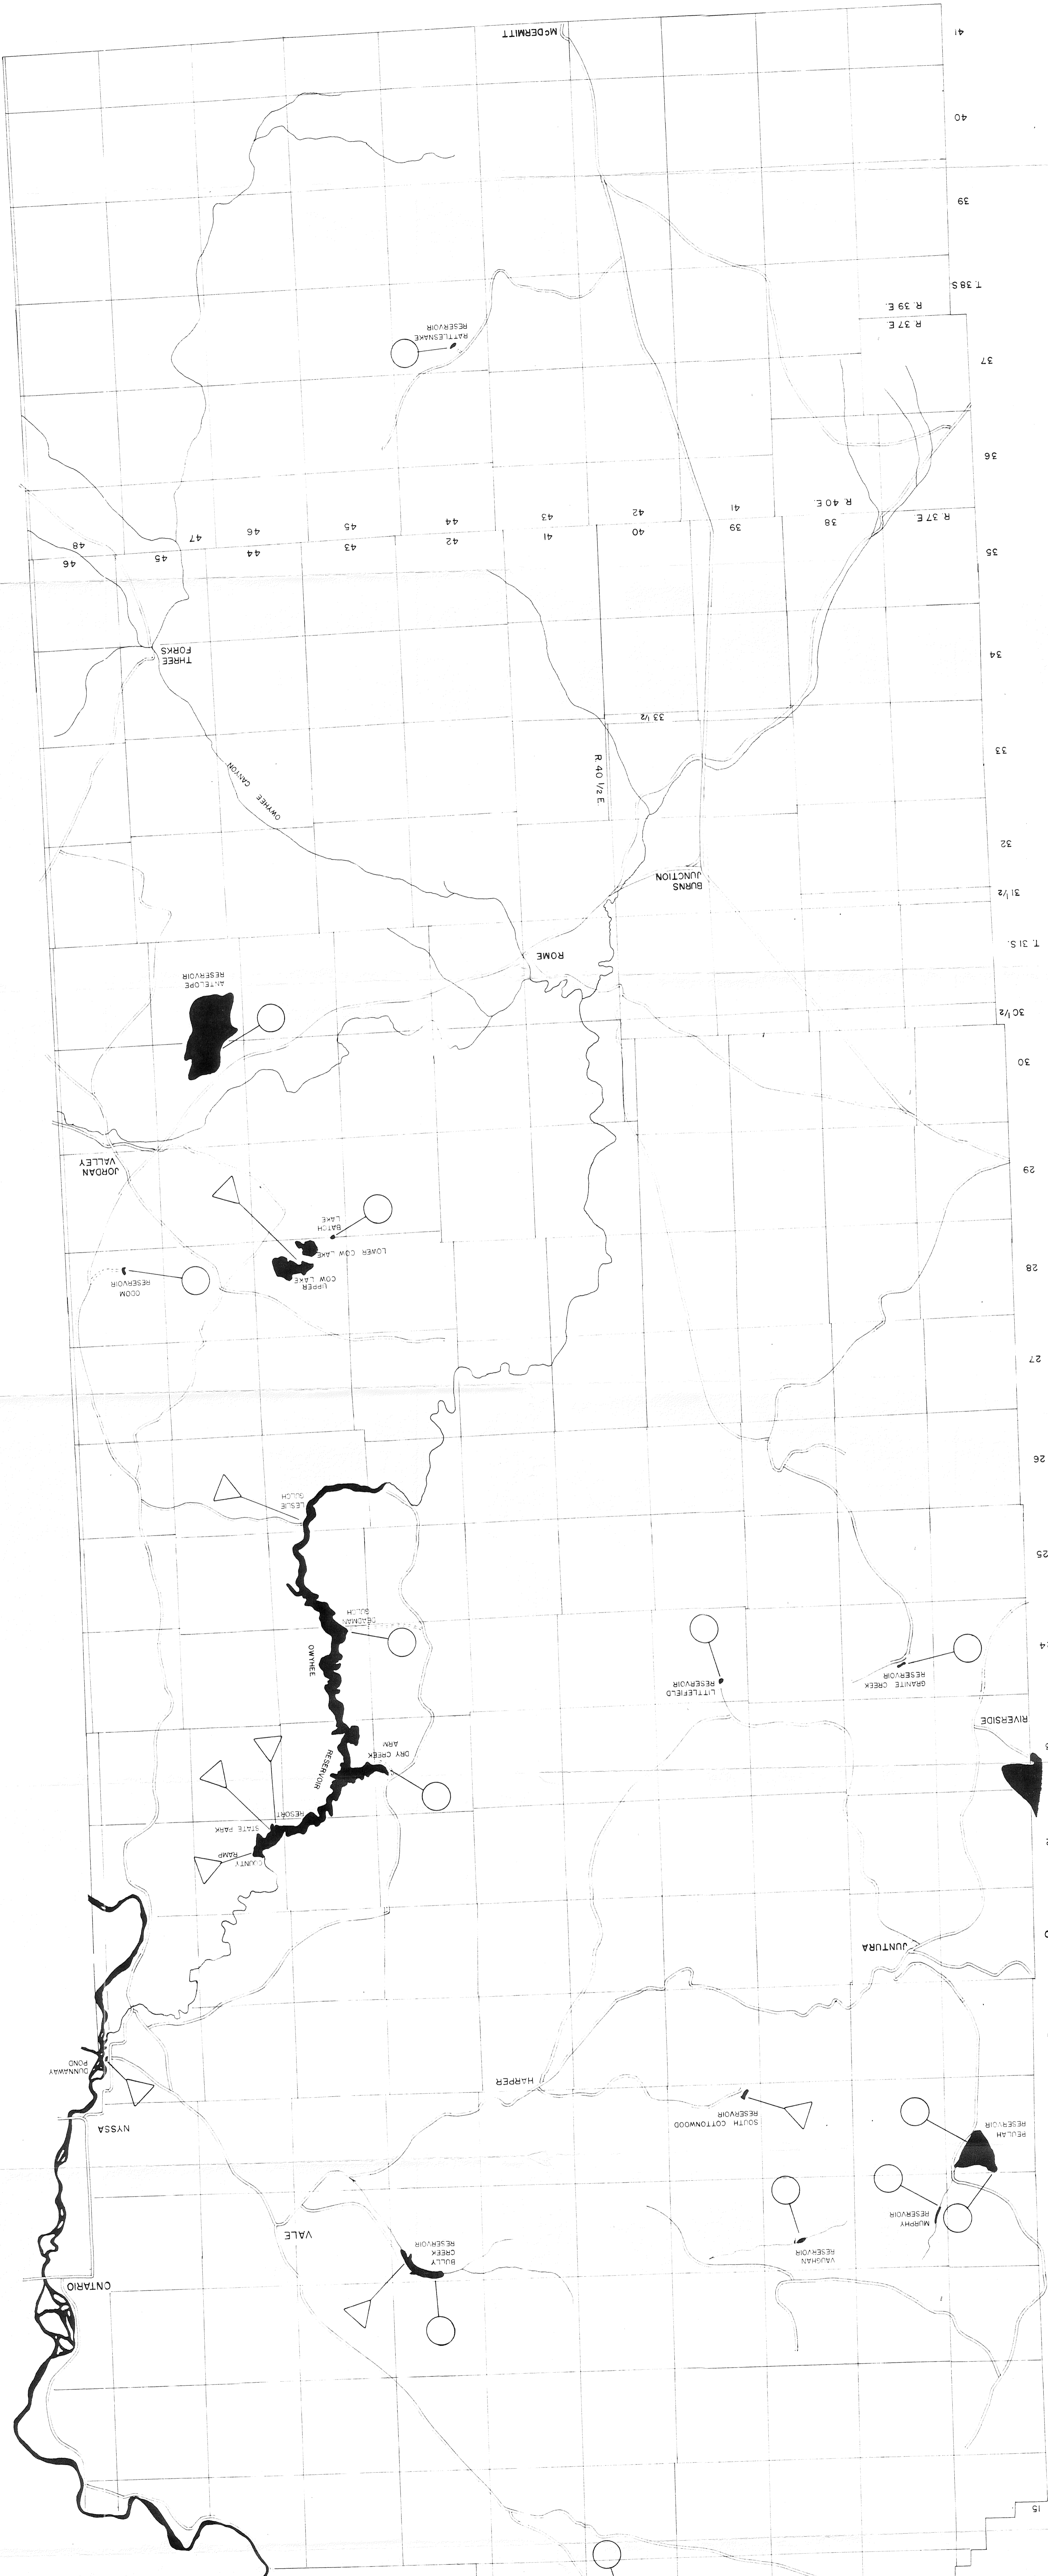 15
ONTARIO
BULLY
CREEK
RESERVOIR
VAUGHAN
RESERVOIR
VALE
MURPHY
RESERVOIR
BEULAH
RESERVOIR
NYSSA
SOUTH COTTONWOOD
RESERVOIR
HARPER
DUNNAWAY
POND
JUNTURA
COUNTY
RAMP
STATE PARK
RESORT
DRY CREEK
ARM
RESERVOIR
RIVERSIDE
GRANITE CREEK
RESERVOIR
LITTLEFIELD
RESERVOIR
OWYHEE
DEADMAN
GULCH
25
LESLIE
GULCH
26
27
ODOM
RESERVOIR
UPPER
COW LAKE
LOWER COW LAKE
BATCH
LAKE
28
29
JORDAN
VALLEY
30
30 1/2
ANTELOPE
RESERVOIR
ROME
T. 31 S.
31 1/2
BURNS
JUNCTION
32
OWYHEE CANYON
R. 40 1/2 E.
33
33 1/2
THREE
FORKS
34
35
R. 37 E.
38
39
40
41
42
43
44
45
46
R. 40 E.
41
42
43
44
45
46
47
48
36
37
RATTLESNAKE
RESERVOIR
R. 37 E.
R. 39 E.
T. 38 S.
39
40
41
McDERMITT